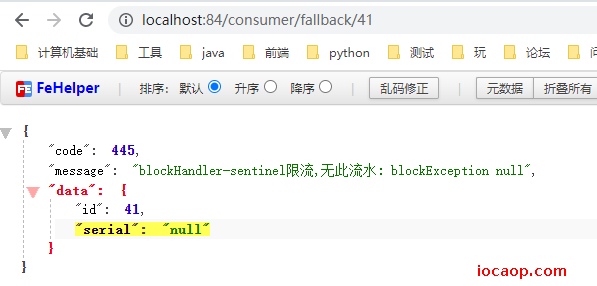 localhost:84/consumer/fallback/41
计算机基础 工具 java 前端 python 测试 玩 论坛
FeHelper 排序: 默认 升序 降序 乱码修正 元数据 折叠所有
{
"code": 445,
"message": "blockHandler-sentinel限流,无此流水: blockException null",
"data": {
"id": 41,
"serial": "null"
}
}
iocaop.com